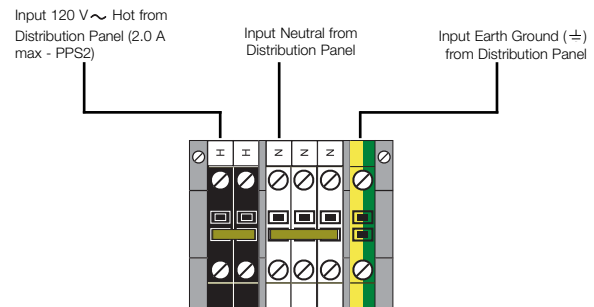 Input 120 V～ Hot from
Distribution Panel (2.0 A
max - PPS2)
Input Neutral from
Distribution Panel
Input Earth Ground (⏚)
from Distribution Panel
H H N N N